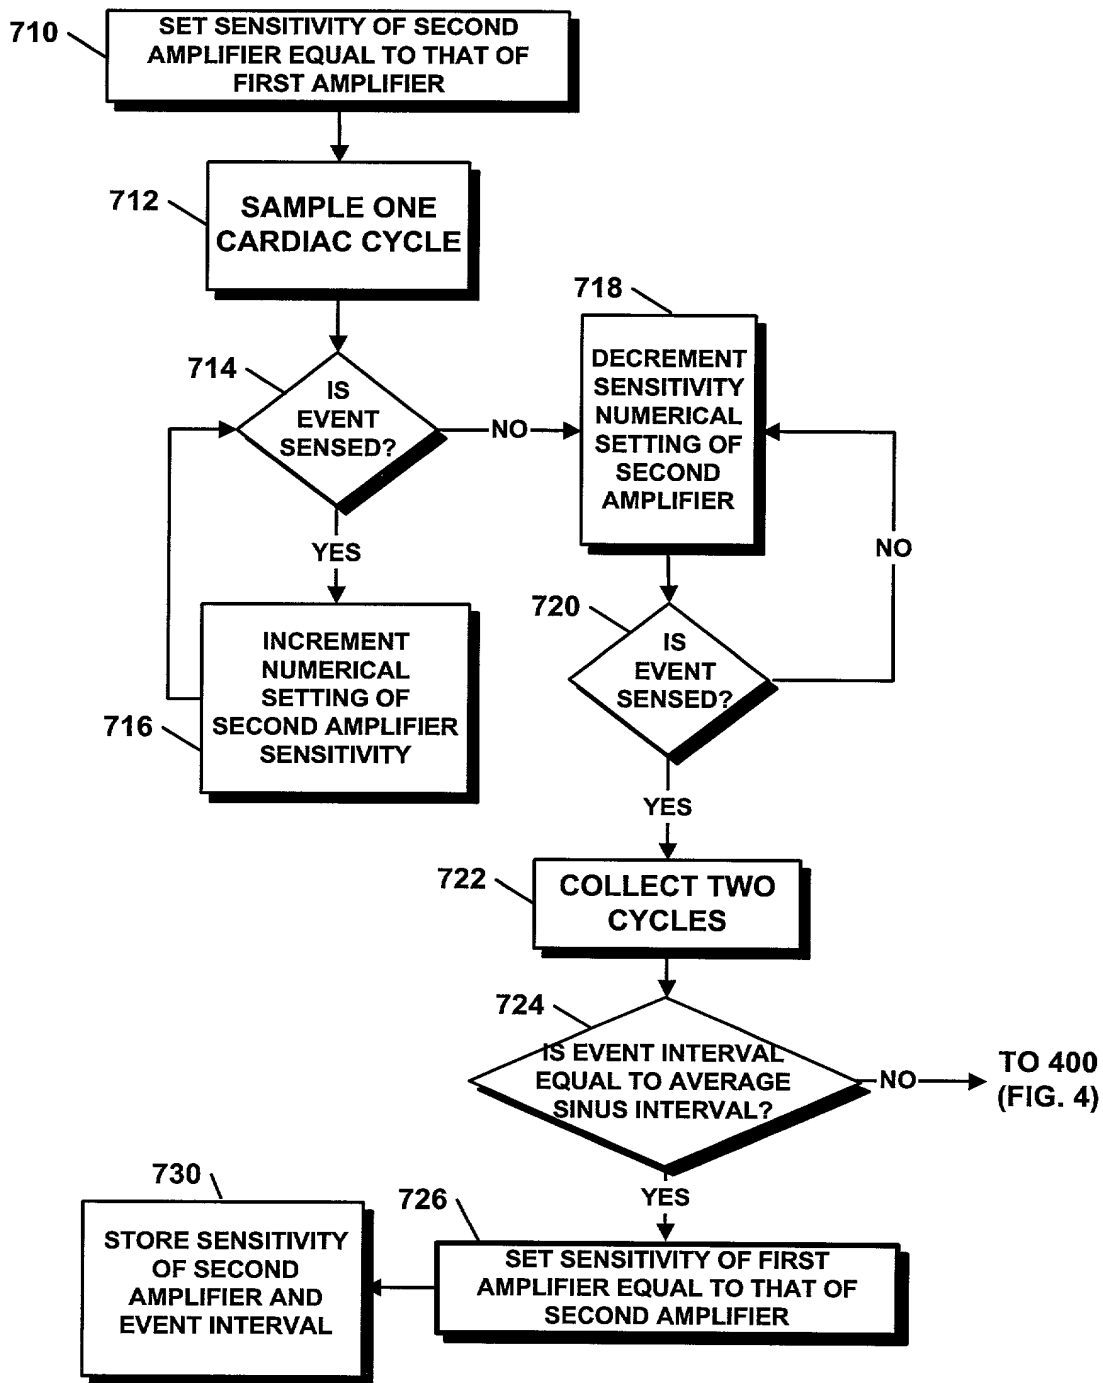 710
SET SENSITIVITY OF SECOND
AMPLIFIER EQUAL TO THAT OF
FIRST AMPLIFIER
712
SAMPLE ONE
CARDIAC CYCLE
714
IS
EVENT
SENSED?
NO
YES
716
INCREMENT
NUMERICAL
SETTING OF
SECOND AMPLIFIER
SENSITIVITY
718
DECREMENT
SENSITIVITY
NUMERICAL
SETTING OF
SECOND
AMPLIFIER
NO
720
IS
EVENT
SENSED?
YES
722
COLLECT TWO
CYCLES
724
IS EVENT INTERVAL
EQUAL TO AVERAGE
SINUS INTERVAL?
NO
TO 400
(FIG. 4)
YES
726
SET SENSITIVITY OF FIRST
AMPLIFIER EQUAL TO THAT OF
SECOND AMPLIFIER
730
STORE SENSITIVITY
OF SECOND
AMPLIFIER AND
EVENT INTERVAL